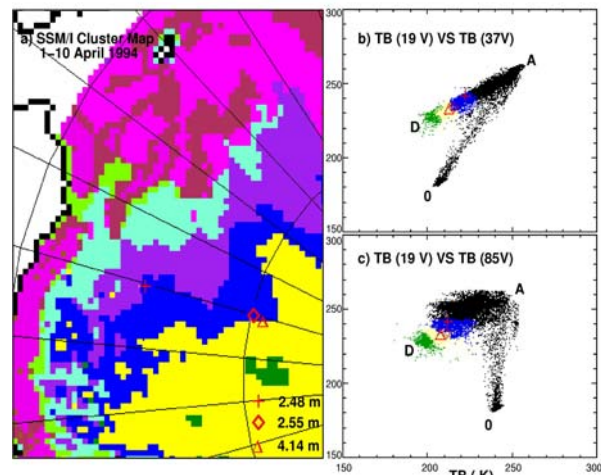 a) SSM/I Cluster Map
1-10 April 1994
2.48 m
2.55 m
4.14 m
300
b) TB (19 V) VS TB (37V)
A
250
D
200
0
150
300
c) TB (19 V) VS TB (85V)
A
250
D
200
0
150
150 200 250 300